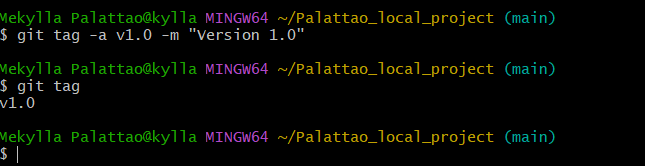 Mekylla Palattao@kylla MINGW64 ~/Palattao_local_project (main)
$ git tag -a v1.0 -m "Version 1.0"
Mekylla Palattao@kylla MINGW64 ~/Palattao_local_project (main)
$ git tag
v1.0
Mekylla Palattao@kylla MINGW64 ~/Palattao_local_project (main)
$